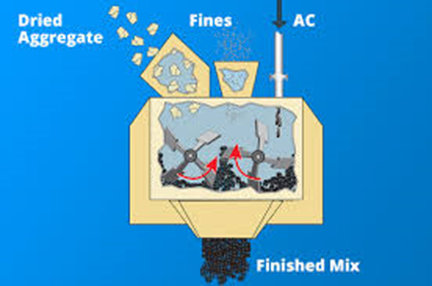 Dried
Aggregate
Fines
AC
Finished Mix